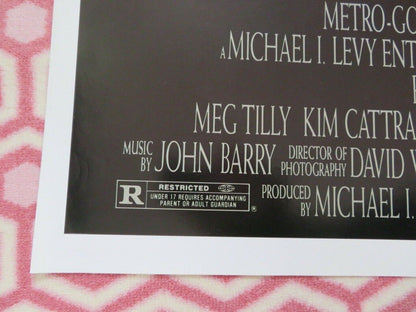 METRO-GO
A MICHAEL I. LEVY ENT
MEG TILLY KIM CATTRA
MUSIC BY JOHN BARRY DIRECTOR OF PHOTOGRAPHY DAVID
R RESTRICTED
UNDER 17 REQUIRES ACCOMPANYING
PARENT OR ADULT GUARDIAN
®
PRODUCED BY MICHAEL I.